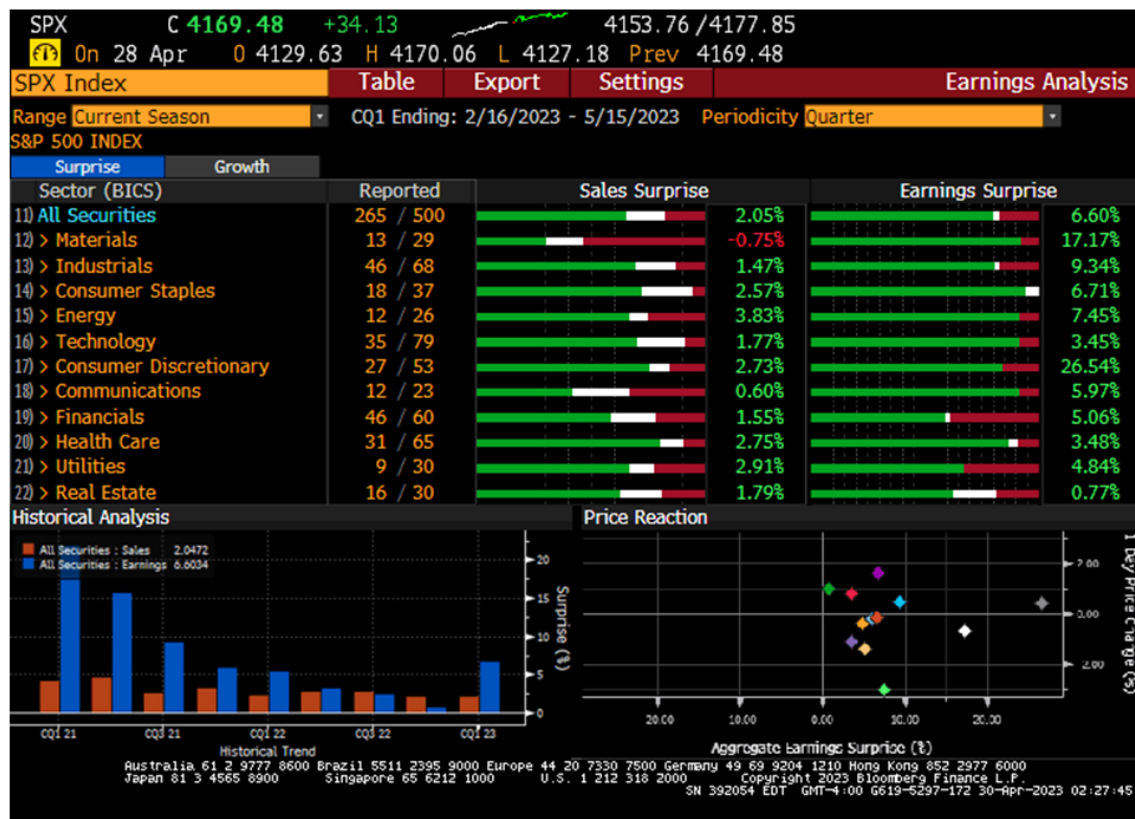 SPX C 4169.48 +34.13 4153.76 /4177.85
On 28 Apr O 4129.63 H 4170.06 L 4127.18 Prev 4169.48
SPX Index Table Export Settings Earnings Analysis
Range Current Season CQ1 Ending: 2/16/2023 - 5/15/2023 Periodicity Quarter
S&P 500 INDEX
Surprise Growth
Sector (BICS) Reported Sales Surprise Earnings Surprise
11) All Securities 265 / 500 2.05% 6.60%
12) > Materials 13 / 29 -0.75% 17.17%
13) > Industrials 46 / 68 1.47% 9.34%
14) > Consumer Staples 18 / 37 2.57% 6.71%
15) > Energy 12 / 26 3.83% 7.45%
16) > Technology 35 / 79 1.77% 3.45%
17) > Consumer Discretionary 27 / 53 2.73% 26.54%
18) > Communications 12 / 23 0.60% 5.97%
19) > Financials 46 / 60 1.55% 5.06%
20) > Health Care 31 / 65 2.75% 3.48%
21) > Utilities 9 / 30 2.91% 4.84%
22) > Real Estate 16 / 30 1.79% 0.77%
Historical Analysis Price Reaction
All Securities : Sales 2.0472
All Securities : Earnings 6.6034
20
15
10
5
0
Surprise (%)
CQ1 21 CQ3 21 CQ1 22 CQ3 22 CQ1 23
Historical Trend
2.00
0.00
2.00
1 Day Price Change (%)
20.00 10.00 0.00 10.00 20.00
Aggregate Earnings Surprise (%)
Australia 61 2 9777 8600 Brazil 5511 2395 9000 Europe 44 20 7330 7500 Germany 49 69 9204 1210 Hong Kong 852 2977 6000
Japan 81 3 4565 8900 Singapore 65 6212 1000 U.S. 1 212 318 2000 Copyright 2023 Bloomberg Finance L.P.
SN 392054 EDT GMT-4:00 G619-5297-172 30-Apr-2023 02:27:45